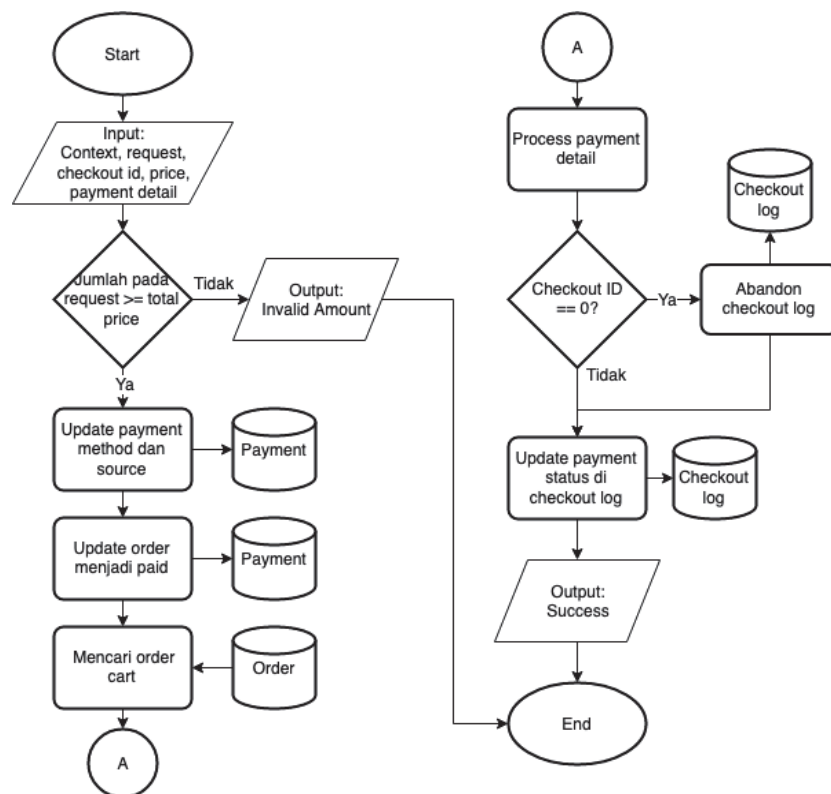 Start
Input:
Context, request,
checkout id, price,
payment detail
Jumlah pada
request >= total
price
Tidak
Output:
Invalid Amount
Ya
Update payment
method dan
source
Payment
Update order
menjadi paid
Payment
Mencari order
cart
Order
A
A
Process payment
detail
Checkout
log
Checkout ID
== 0?
Ya
Abandon
checkout log
Tidak
Update payment
status di
checkout log
Checkout
log
Output:
Success
End